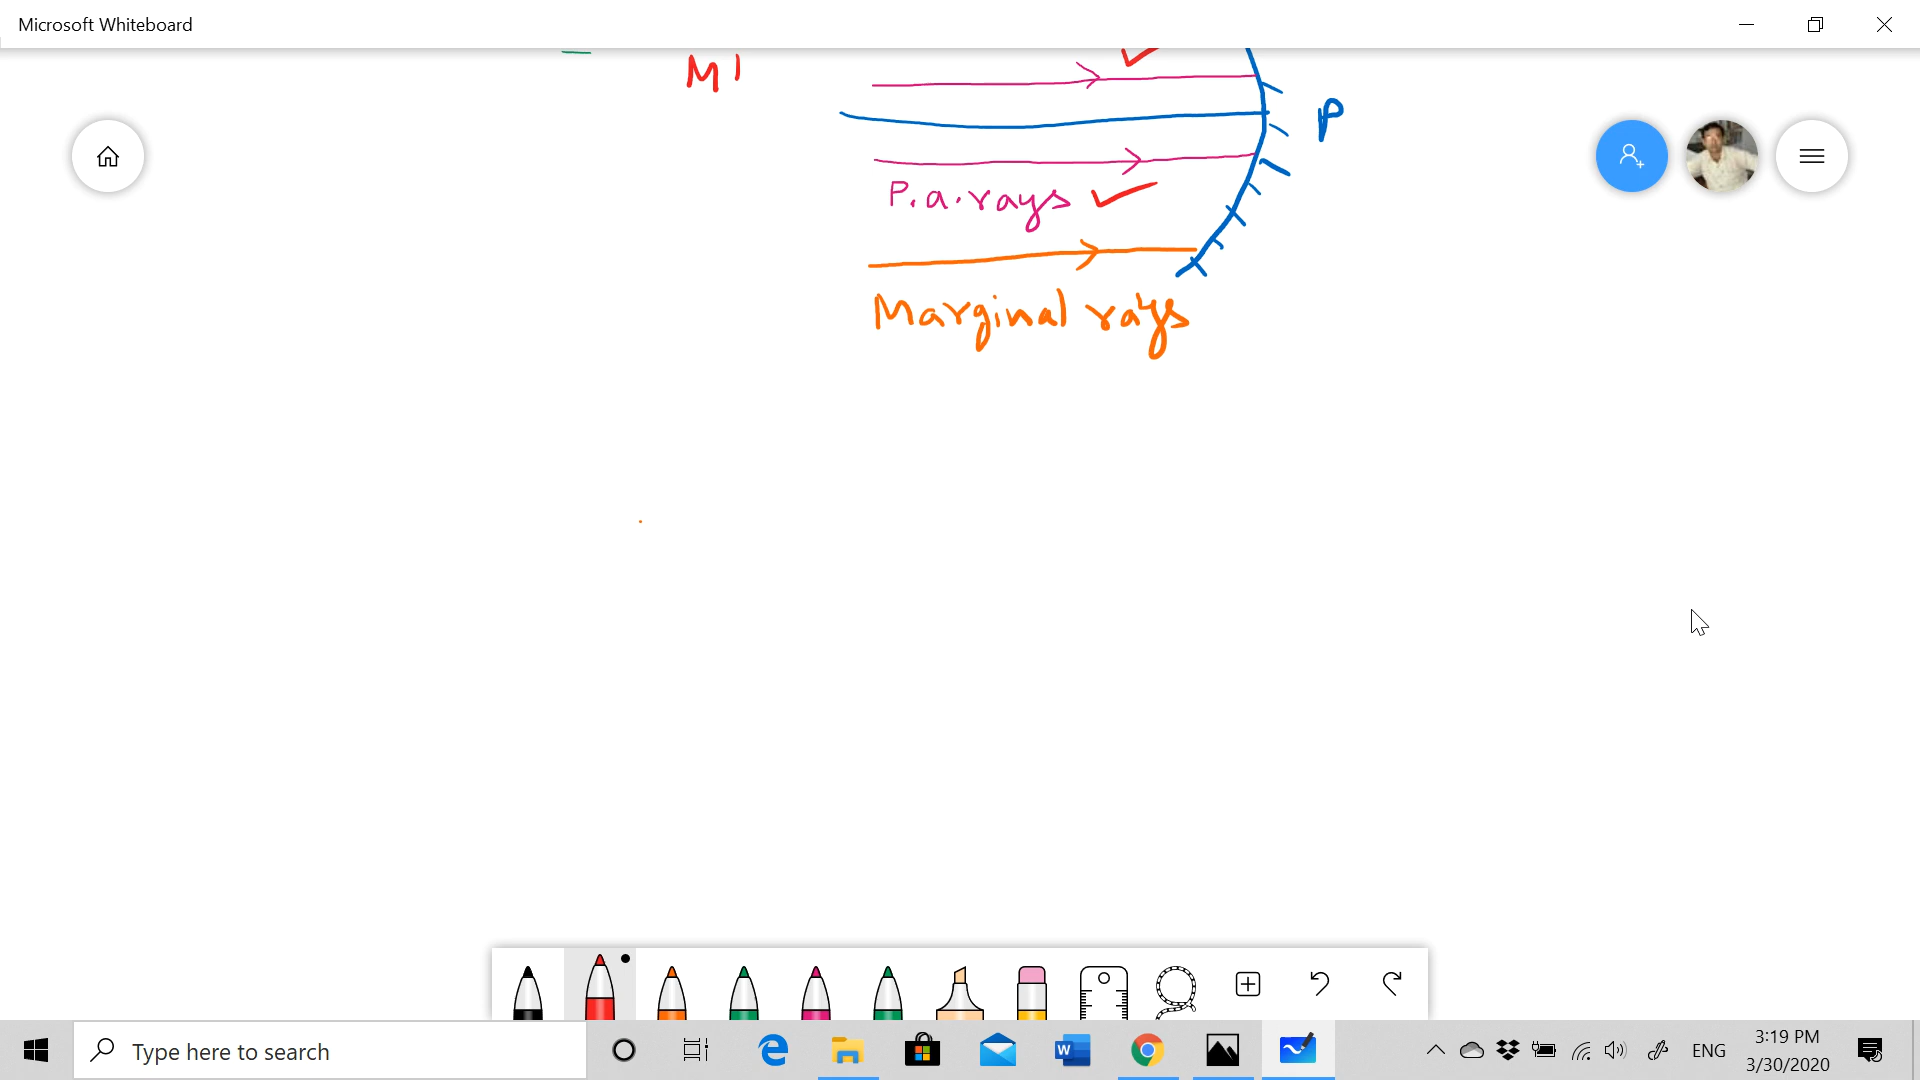 Microsoft Whiteboard
M'
P
P.a.rays
Marginal rays
Type here to search
W
ENG
3:19 PM
3/30/2020